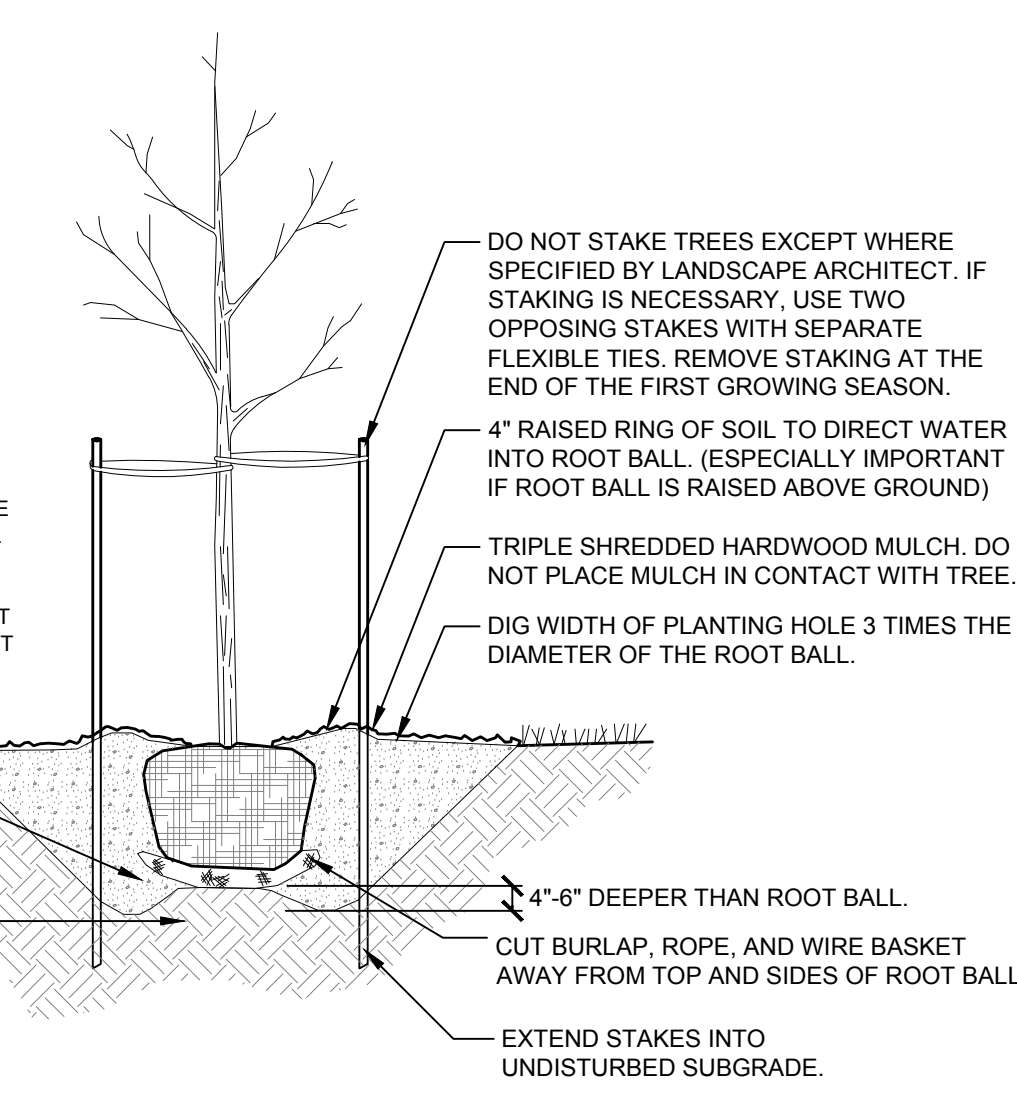 DO NOT STAKE TREES EXCEPT WHERE
SPECIFIED BY LANDSCAPE ARCHITECT. IF
STAKING IS NECESSARY, USE TWO
OPPOSING STAKES WITH SEPARATE
FLEXIBLE TIES. REMOVE STAKING AT THE
END OF THE FIRST GROWING SEASON.
4" RAISED RING OF SOIL TO DIRECT WATER
INTO ROOT BALL. (ESPECIALLY IMPORTANT
IF ROOT BALL IS RAISED ABOVE GROUND)
TRIPLE SHREDDED HARDWOOD MULCH. DO
NOT PLACE MULCH IN CONTACT WITH TREE.
DIG WIDTH OF PLANTING HOLE 3 TIMES THE
DIAMETER OF THE ROOT BALL.
4"-6" DEEPER THAN ROOT BALL.
CUT BURLAP, ROPE, AND WIRE BASKET
AWAY FROM TOP AND SIDES OF ROOT BALL
EXTEND STAKES INTO
UNDISTURBED SUBGRADE.